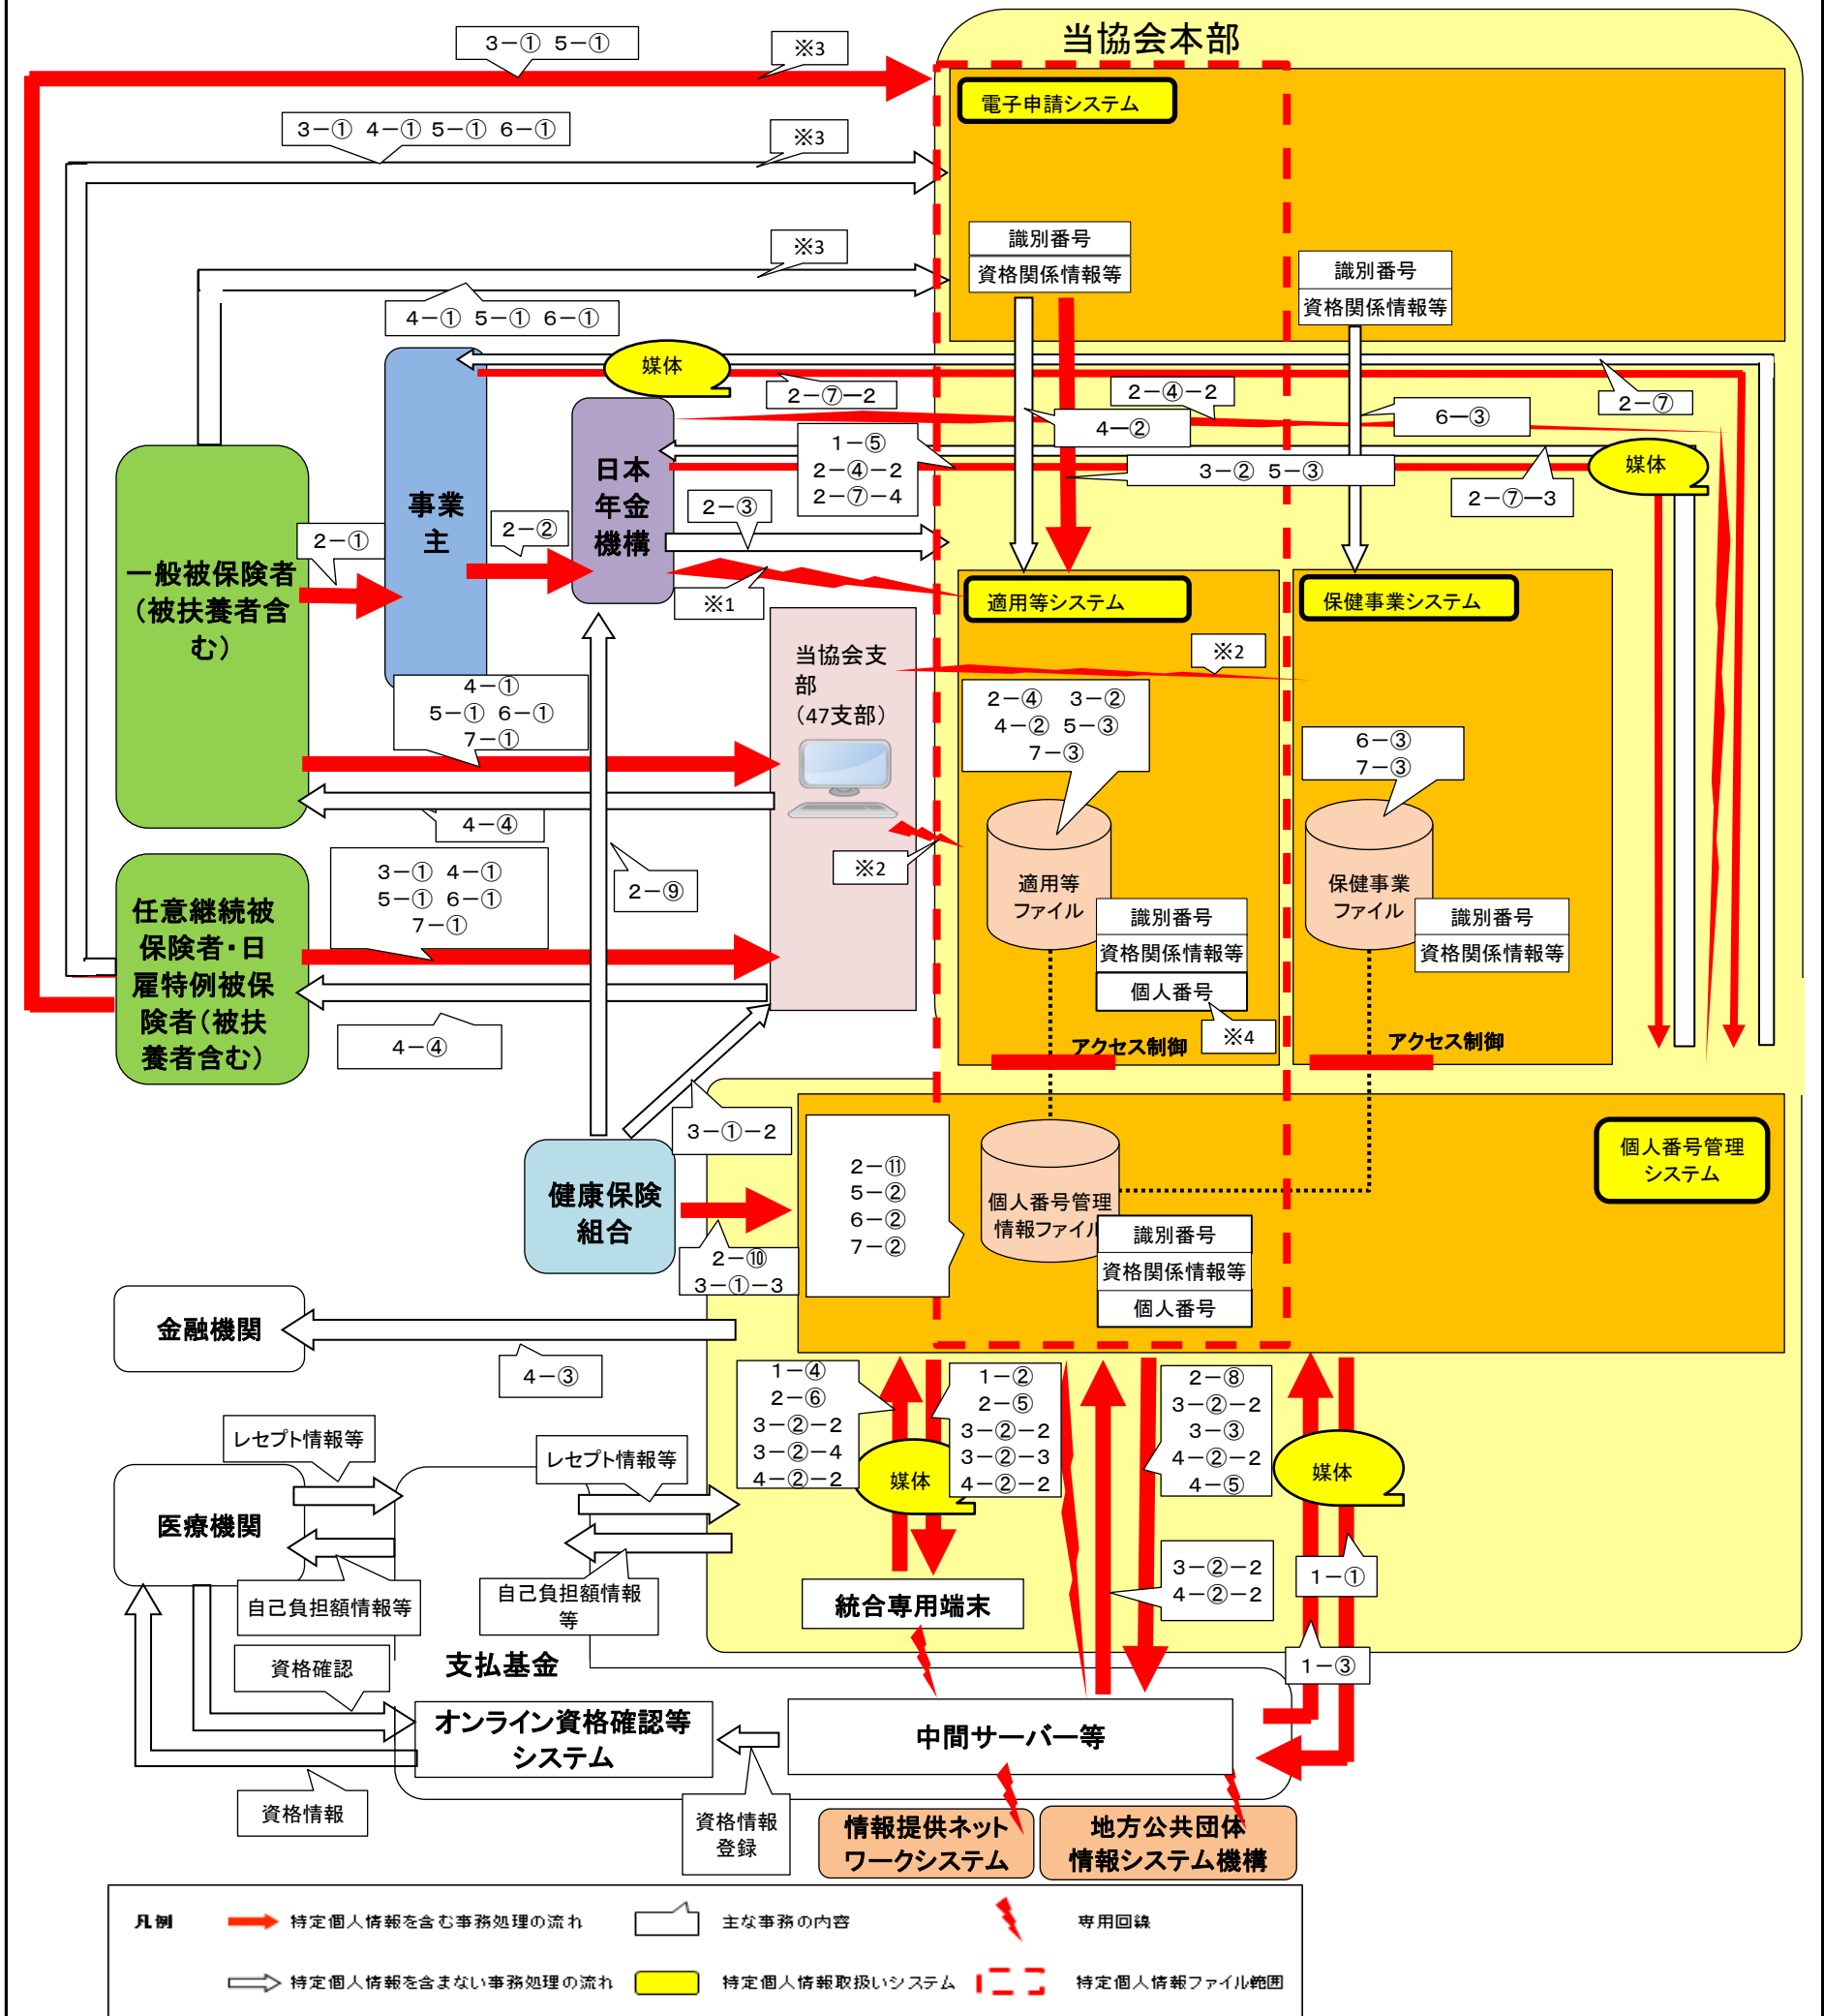 当協会本部
3－① 5－①
※3
電子申請システム
3－① 4－① 5－① 6－①
※3
識別番号
資格関係情報等
※3
識別番号
資格関係情報等
4－① 5－① 6－①
媒体
2－⑦－2
2－④－2
2－⑦
4－②
6－③
1－⑤
2－④－2
2－⑦－4
3－② 5－③
媒体
2－⑦－3
日本
年金
機構
事業
主
2－③
2－②
2－①
一般被保険者
（被扶養者含
む）
※1
適用等システム
保健事業システム
当協会支
部
（47支部）
※2
4－①
5－① 6－①
7－①
2－④ 3－②
4－② 5－③
7－③
6－③
7－③
4－④
※2
2－⑨
3－① 4－①
5－① 6－①
7－①
適用等
ファイル
識別番号
資格関係情報等
個人番号
保健事業
ファイル
識別番号
資格関係情報等
任意継続被
保険者・日
雇特例被保
険者（被扶
養者含む）
4－④
※4
アクセス制御
アクセス制御
3－①－2
健康保険
組合
2－⑩
3－①－3
2－⑪
5－②
6－②
7－②
個人番号管理
情報ファイル
識別番号
資格関係情報等
個人番号
個人番号管理
システム
金融機関
4－③
1－④
2－⑥
3－②－2
3－②－4
4－②－2
1－②
2－⑤
3－②－2
3－②－3
4－②－2
2－⑧
3－②－2
3－③
4－②－2
4－⑤
媒体
媒体
レセプト情報等
レセプト情報等
医療機関
自己負担額情報等
自己負担額情報
等
統合専用端末
3－②－2
4－②－2
1－①
1－③
資格確認
支払基金
オンライン資格確認等
システム
中間サーバー等
資格情報
資格情報
登録
情報提供ネット
ワークシステム
地方公共団体
情報システム機構
凡例
特定個人情報を含む事務処理の流れ
主な事務の内容
専用回線
特定個人情報を含まない事務処理の流れ
特定個人情報取扱いシステム
特定個人情報ファイル範囲